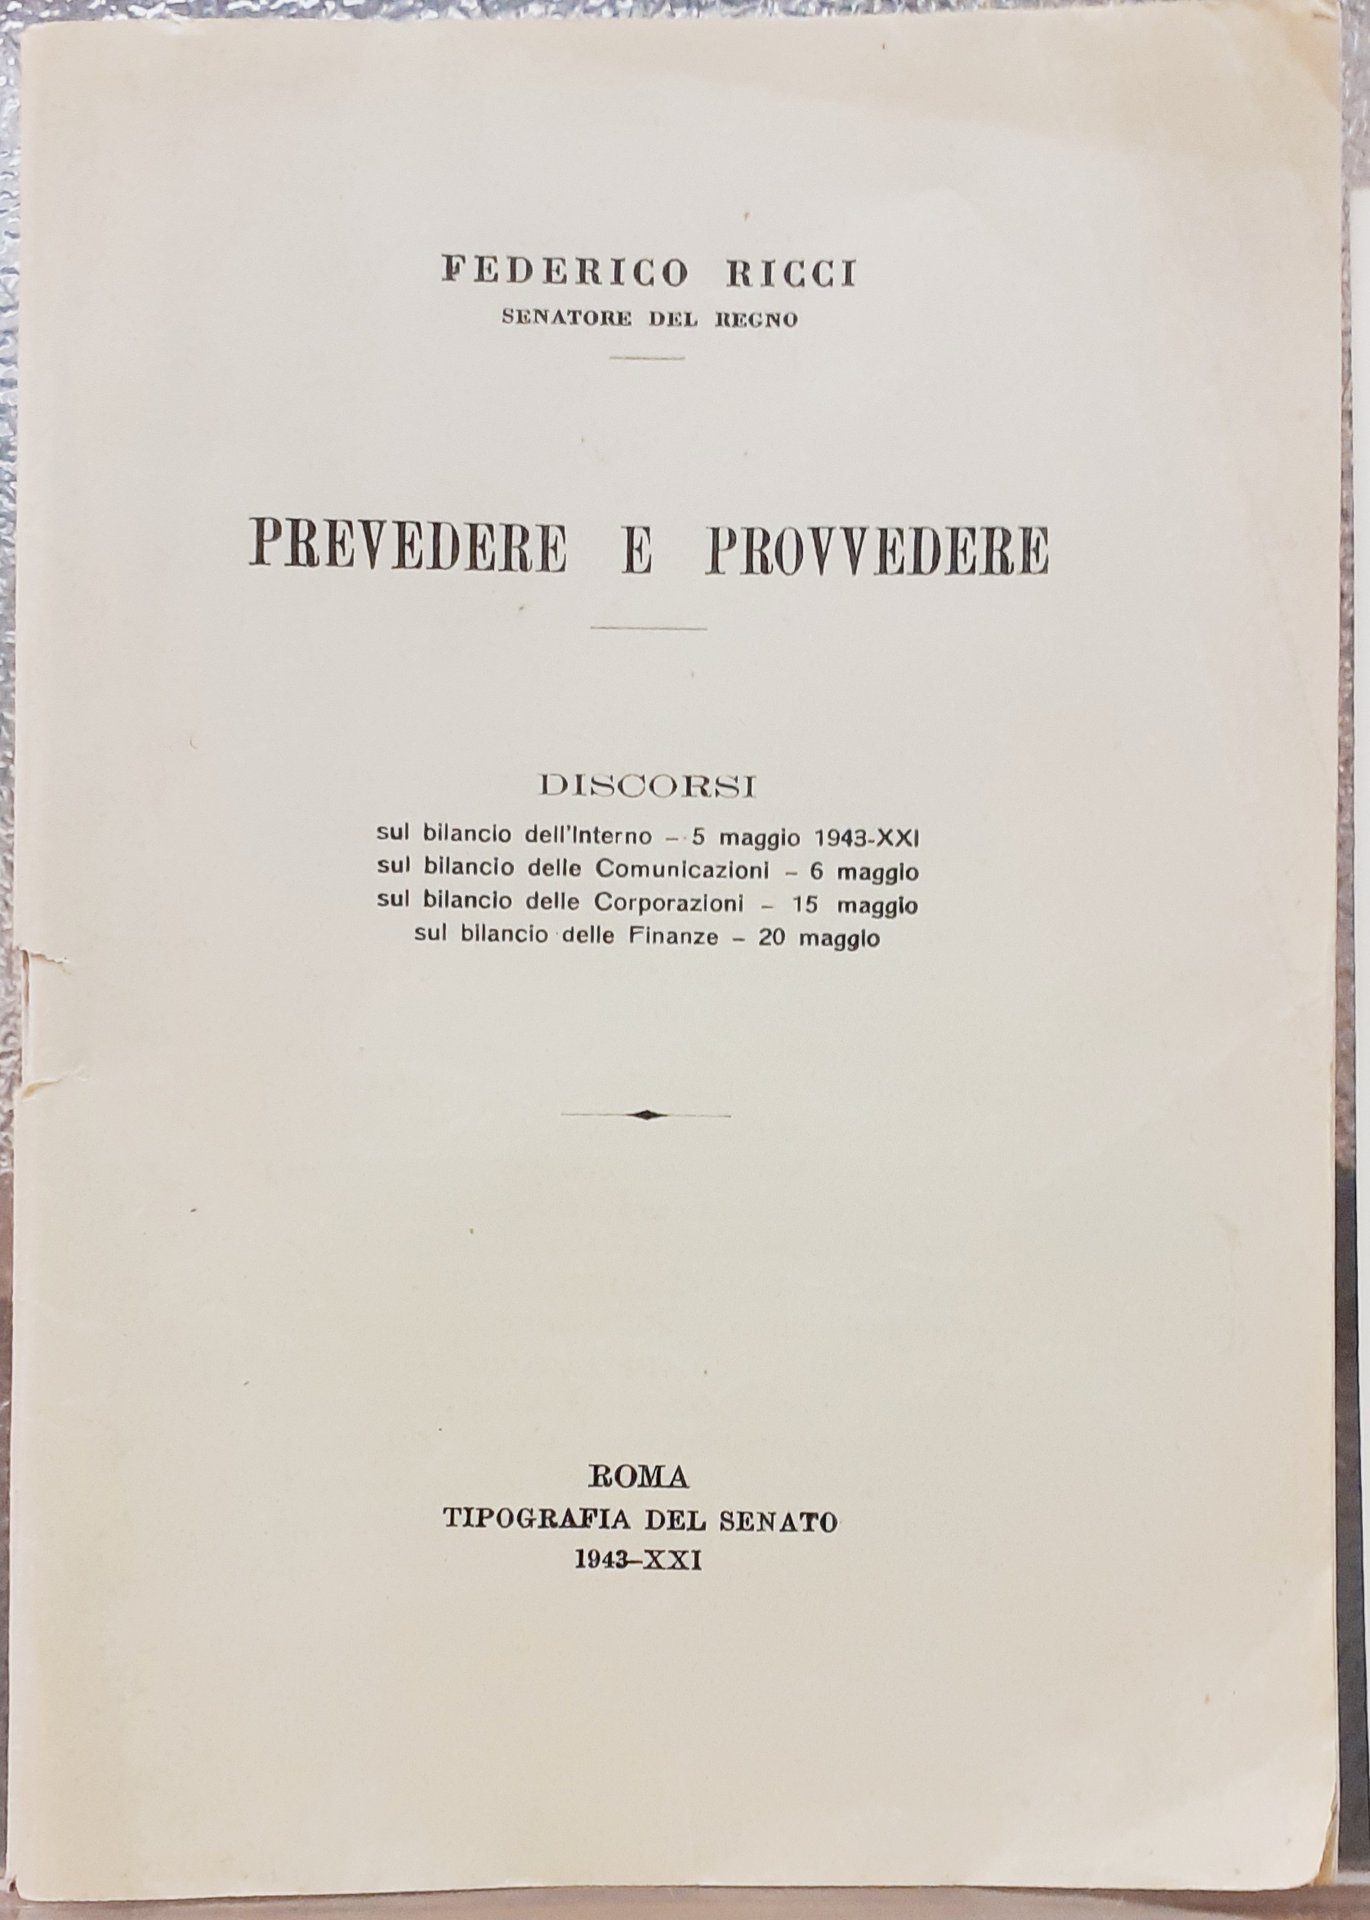 FEDERICO RICCI
SENATORE DEL REGNO
PREVEDERE E PROVVEDERE
DISCORSI
sul bilancio dell'Interno – 5 maggio 1943-XXI
sul bilancio delle Comunicazioni – 6 maggio
sul bilancio delle Corporazioni – 15 maggio
sul bilancio delle Finanze – 20 maggio
ROMA
TIPOGRAFIA DEL SENATO
1943–XXI